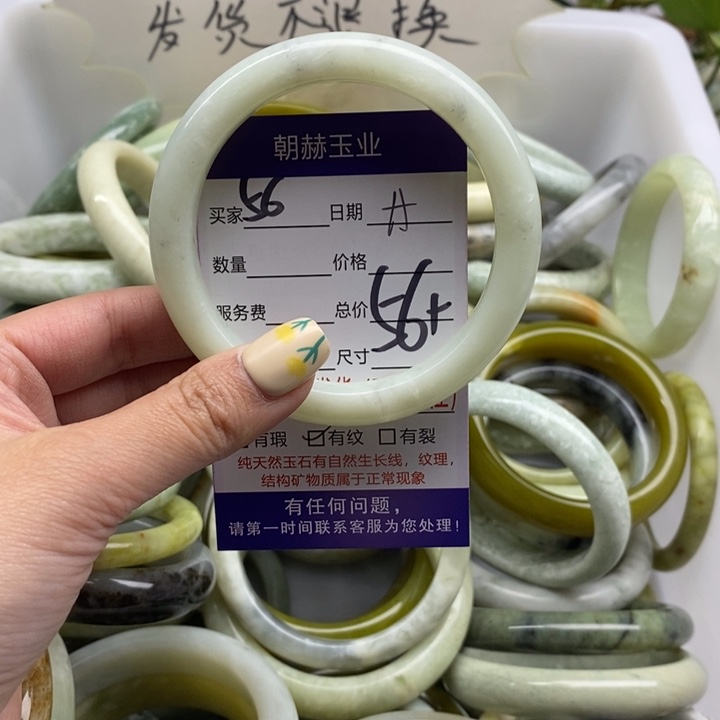 发货不退换
朝赫玉业
买家 56 日期
数量 价格
服务费 总价 56+
尺寸
有瑕 ☑有纹 □有裂
纯天然玉石有自然生长线，纹理，
结构矿物质属于正常现象
有任何问题，
请第一时间联系客服为您处理！